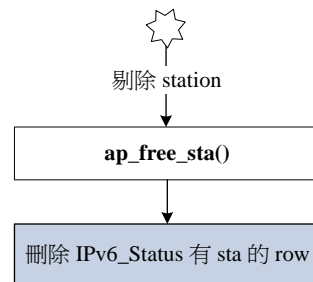 剔除 station
ap_free_sta()
刪除 IPv6_Status 有 sta 的 row